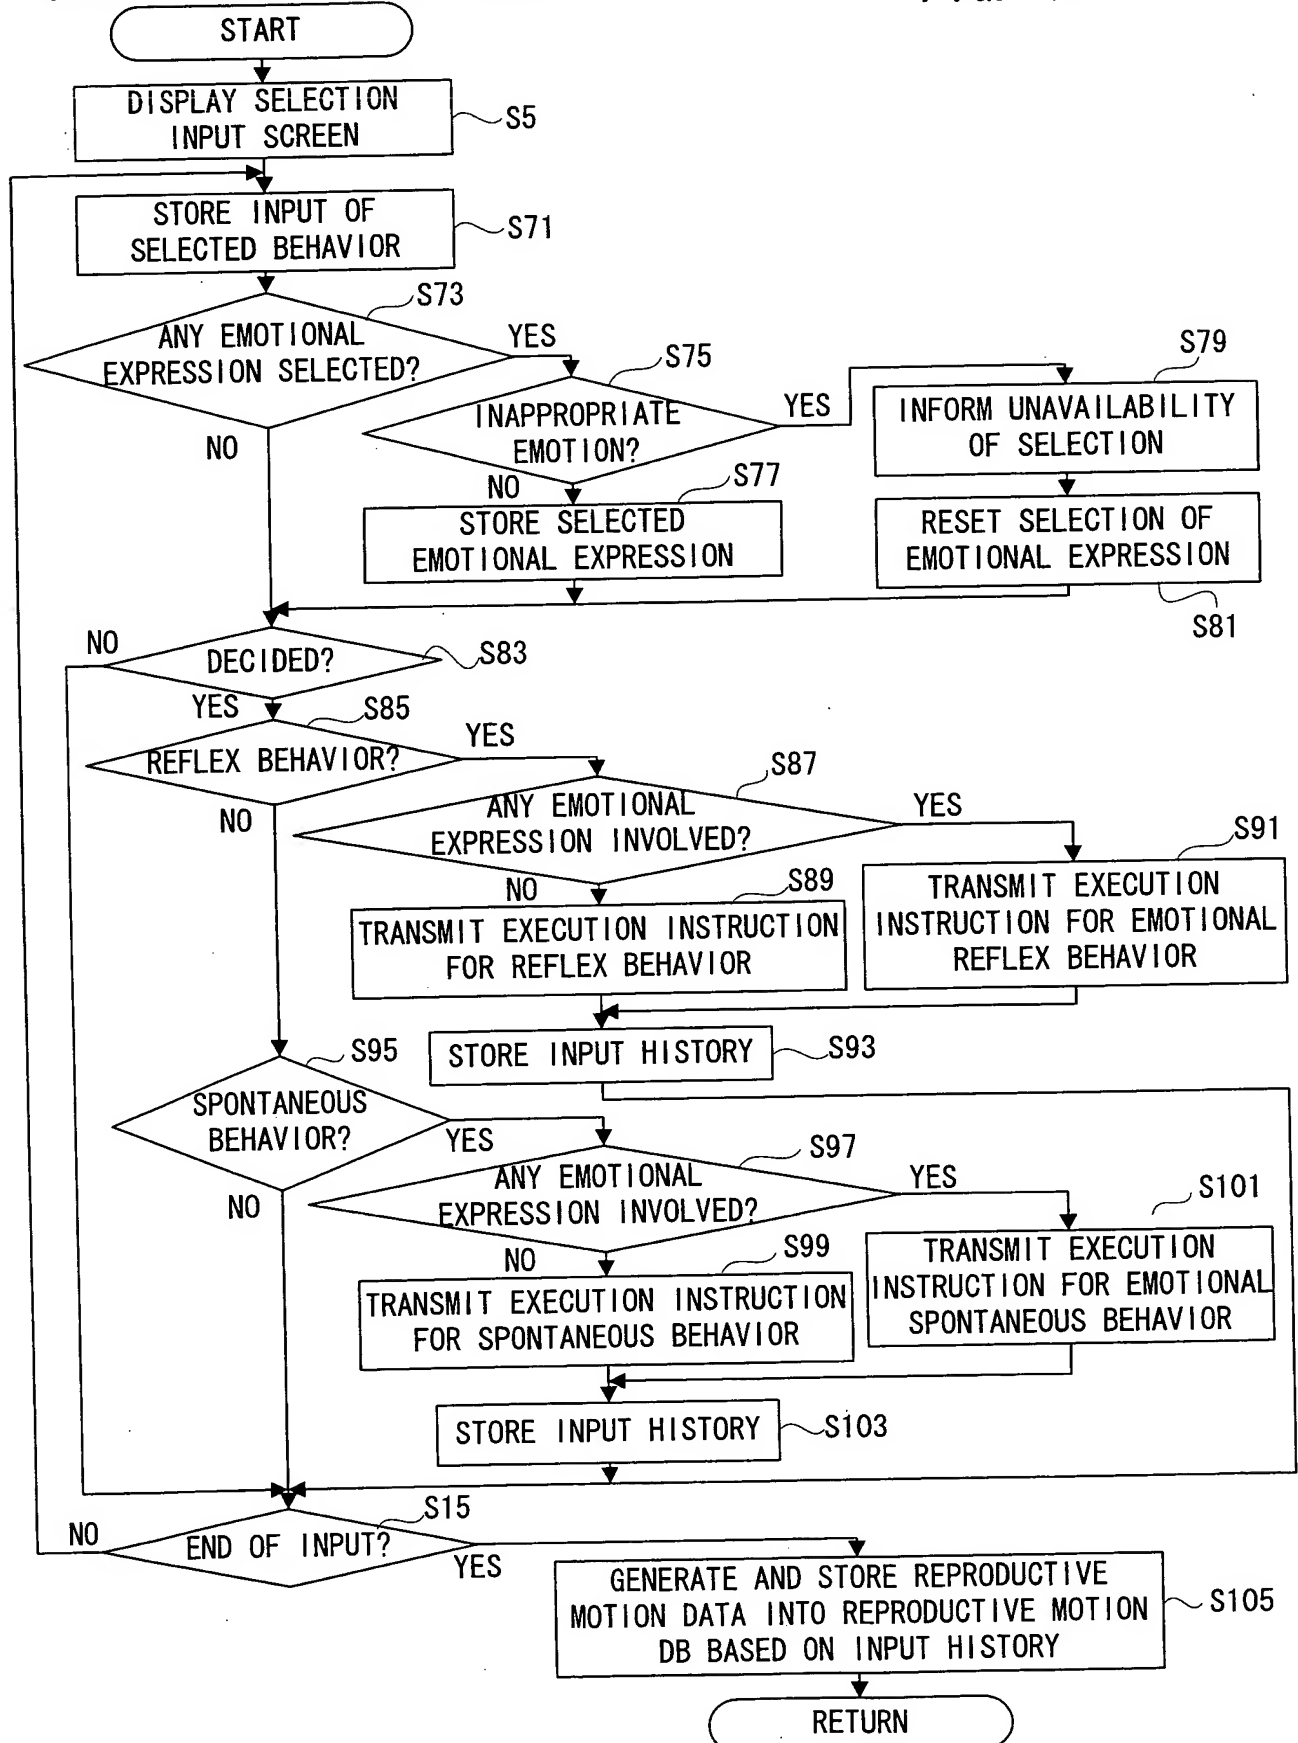 START
DISPLAY SELECTION
INPUT SCREEN
S5
STORE INPUT OF
SELECTED BEHAVIOR
S71
S73
ANY EMOTIONAL
EXPRESSION SELECTED?
YES
NO
S75
INAPPROPRIATE
EMOTION?
YES
NO
S79
INFORM UNAVAILABILITY
OF SELECTION
S77
STORE SELECTED
EMOTIONAL EXPRESSION
RESET SELECTION OF
EMOTIONAL EXPRESSION
S81
NO
DECIDED?
S83
YES
S85
REFLEX BEHAVIOR?
YES
NO
S87
ANY EMOTIONAL
EXPRESSION INVOLVED?
YES
NO
S89
TRANSMIT EXECUTION INSTRUCTION
FOR REFLEX BEHAVIOR
S91
TRANSMIT EXECUTION
INSTRUCTION FOR EMOTIONAL
REFLEX BEHAVIOR
STORE INPUT HISTORY
S93
S95
SPONTANEOUS
BEHAVIOR?
YES
NO
S97
ANY EMOTIONAL
EXPRESSION INVOLVED?
YES
NO
S99
TRANSMIT EXECUTION INSTRUCTION
FOR SPONTANEOUS BEHAVIOR
S101
TRANSMIT EXECUTION
INSTRUCTION FOR EMOTIONAL
SPONTANEOUS BEHAVIOR
STORE INPUT HISTORY
S103
S15
NO
END OF INPUT?
YES
GENERATE AND STORE REPRODUCTIVE
MOTION DATA INTO REPRODUCTIVE MOTION
DB BASED ON INPUT HISTORY
S105
RETURN